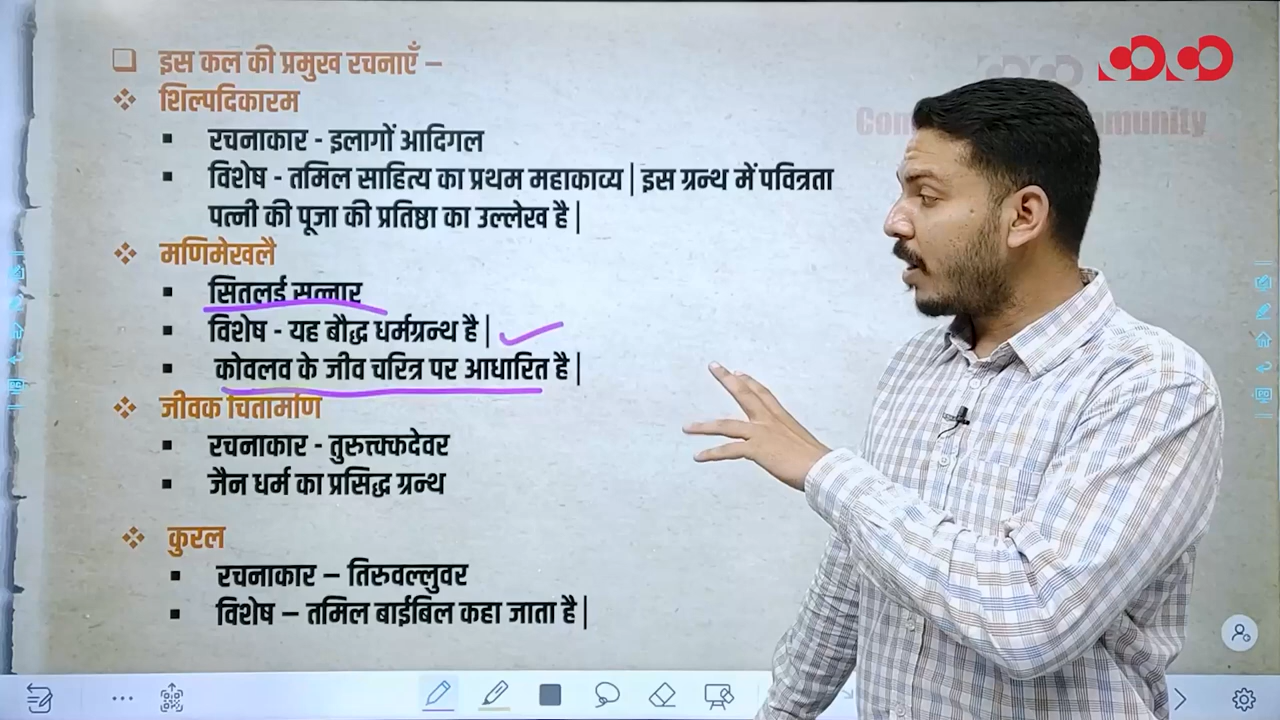 इस कल की प्रमुख रचनाएँ –
शिल्पदिकारम
रचनाकार - इलागों आदिगल
विशेष - तमिल साहित्य का प्रथम महाकाव्य | इस ग्रन्थ में पवित्रता
पत्नी की पूजा की प्रतिष्ठा का उल्लेख है |
मणिमेखलै
सितलई सत्नार
विशेष - यह बौद्ध धर्मग्रन्थ है |
कोवलव के जीव चरित्र पर आधारित है |
जीवक चिंतामणि
रचनाकार - तुरुत्त्क्कदेवर
जैन धर्म का प्रसिद्ध ग्रन्थ
कुरल
रचनाकार – तिरुवल्लुवर
विशेष – तमिल बाईबिल कहा जाता है |